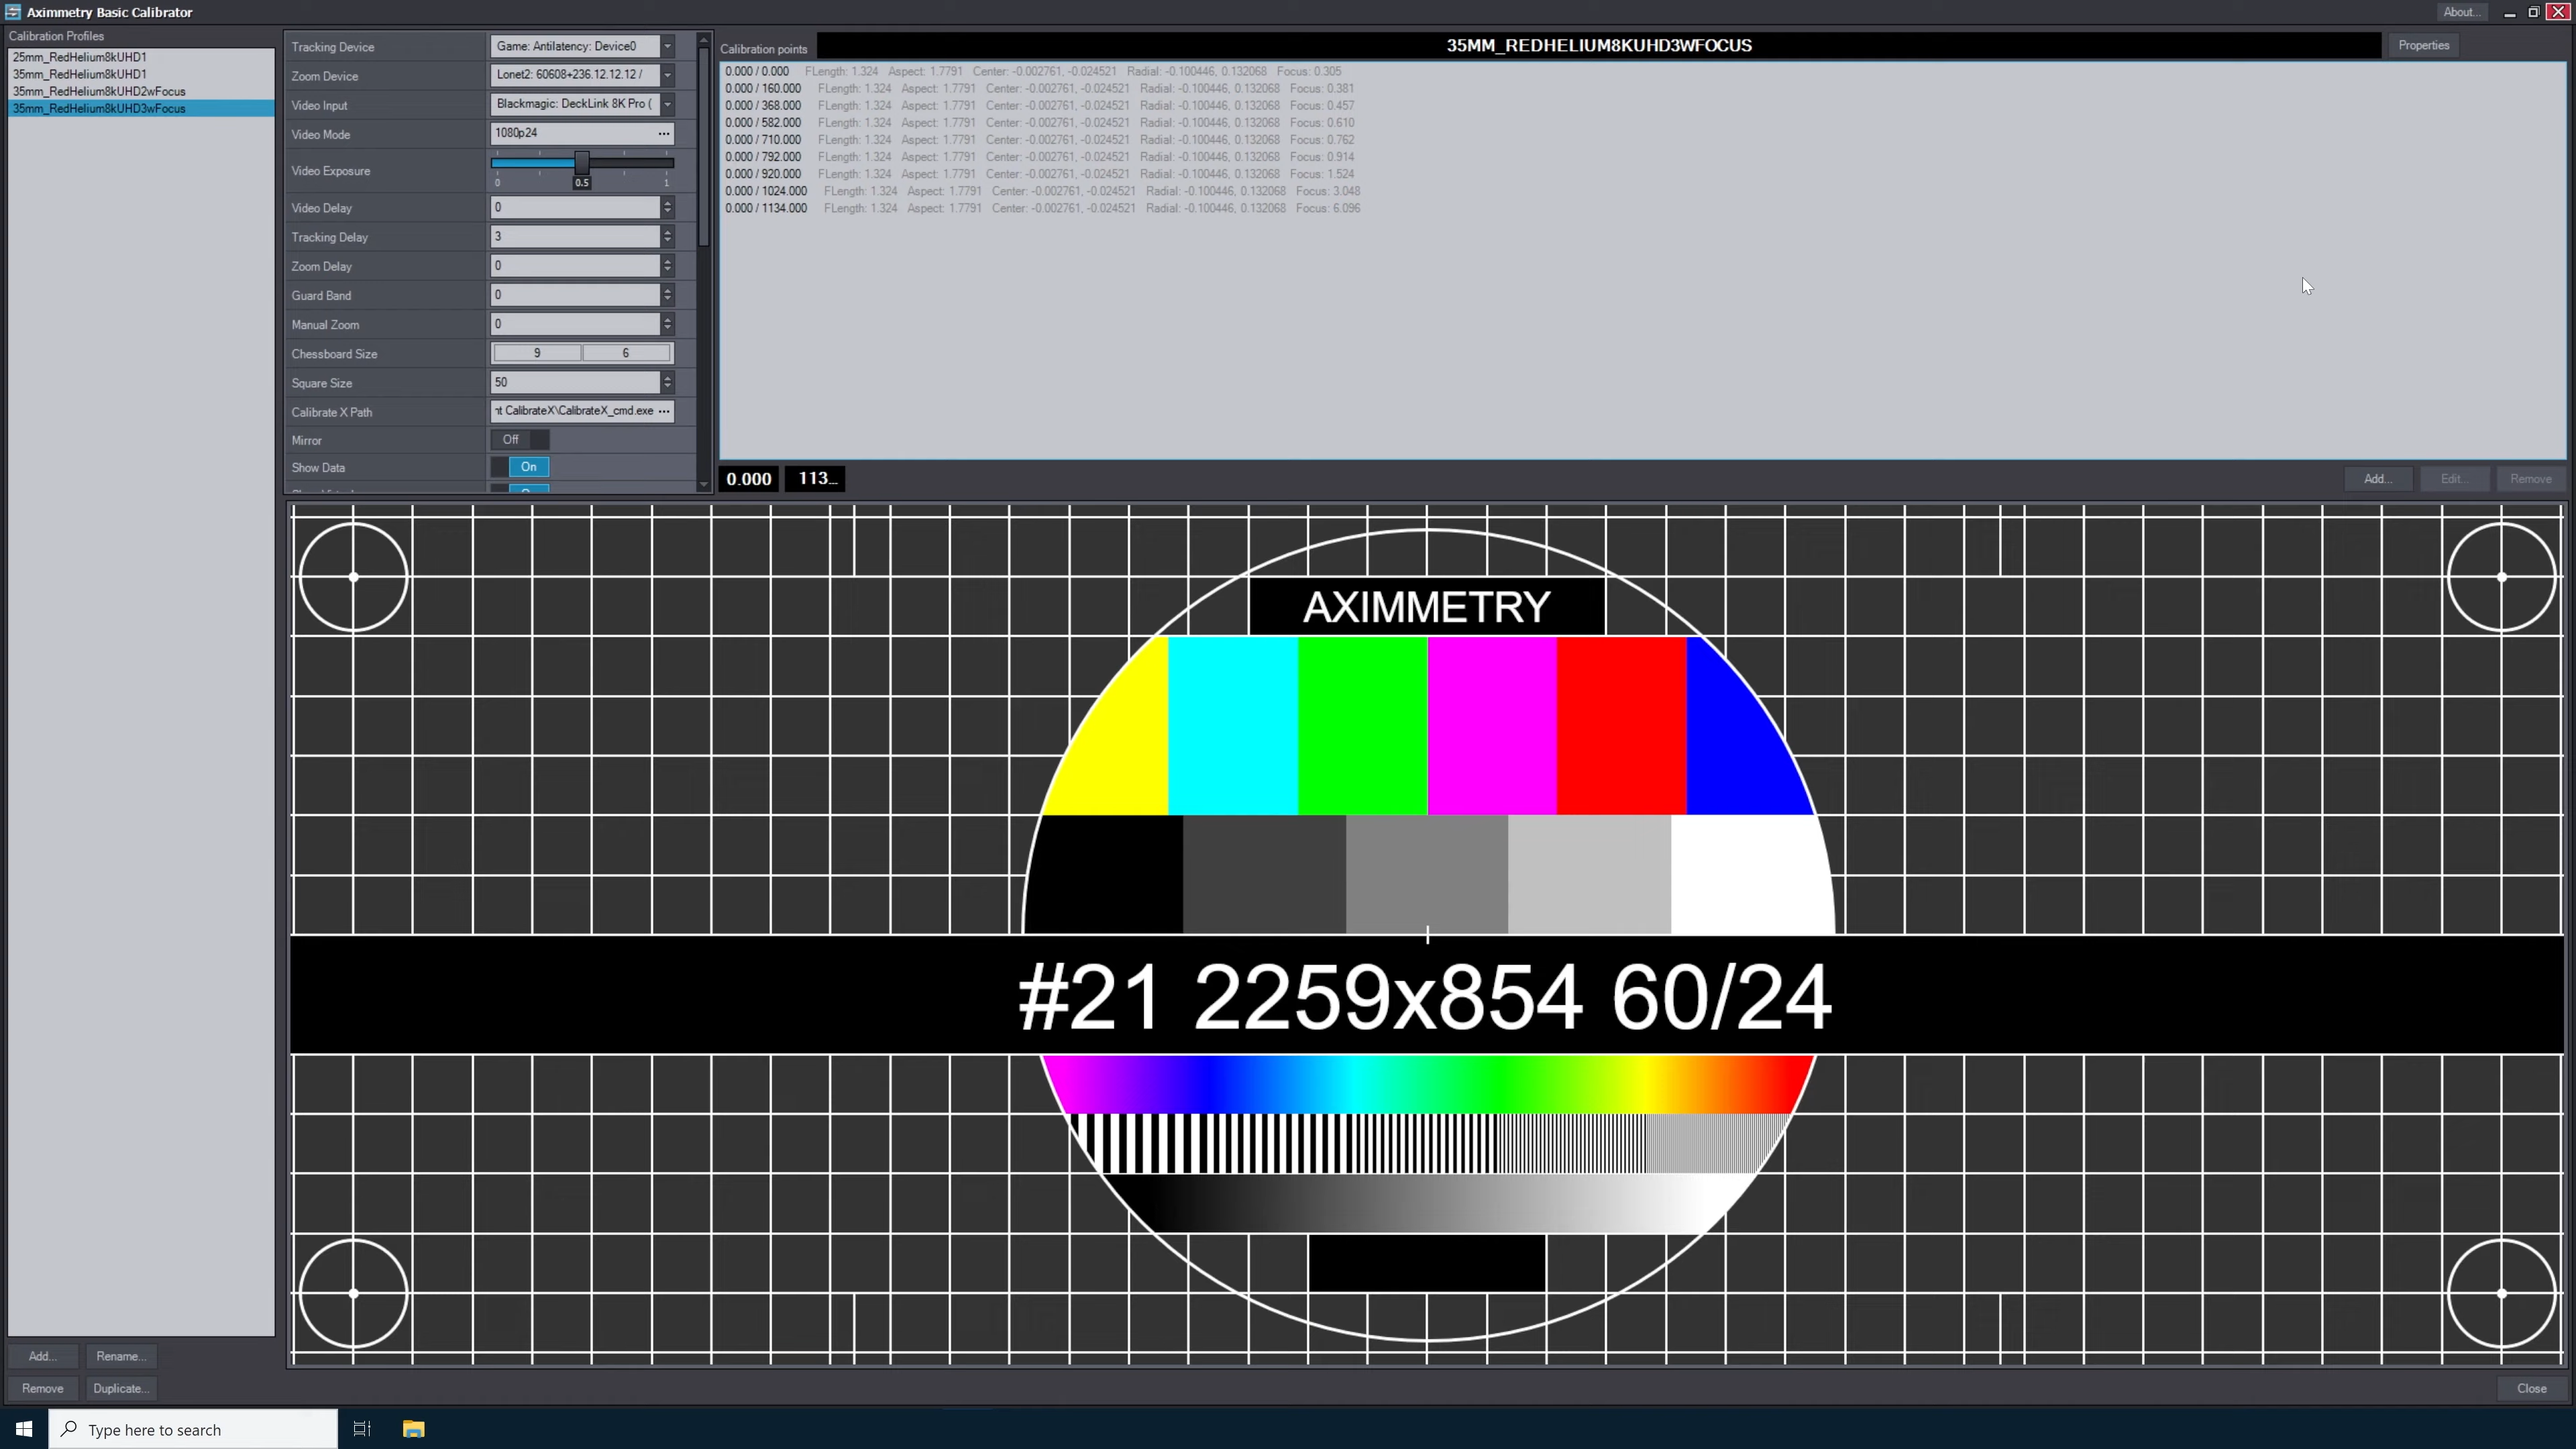 Aximmetry Basic Calibrator
About...
Calibration Profiles
25mm_RedHelium8kUHD1
35mm_RedHelium8kUHD1
35mm_RedHelium8kUHD2wFocus
35mm_RedHelium8kUHD3wFocus
Tracking Device
Game: Antilatency: Device0
Zoom Device
Lonet2: 60608+236.12.12.12 /
Video Input
Blackmagic: DeckLink 8K Pro (
Video Mode
1080p24
...
Video Exposure
0
0.5
1
Video Delay
0
Tracking Delay
3
Zoom Delay
0
Guard Band
0
Manual Zoom
0
Chessboard Size
9
6
Square Size
50
Calibrate X Path
nt CalibrateX\CalibrateX_cmd.exe ...
Mirror
Off
Show Data
On
Calibration points
35MM_REDHELIUM8KUHD3WFOCUS
Properties
0.000 / 0.000 FLength: 1.324 Aspect: 1.7791 Center: -0.002761, -0.024521 Radial: -0.100446, 0.132068 Focus: 0.305
0.000 / 160.000 FLength: 1.324 Aspect: 1.7791 Center: -0.002761, -0.024521 Radial: -0.100446, 0.132068 Focus: 0.381
0.000 / 368.000 FLength: 1.324 Aspect: 1.7791 Center: -0.002761, -0.024521 Radial: -0.100446, 0.132068 Focus: 0.457
0.000 / 582.000 FLength: 1.324 Aspect: 1.7791 Center: -0.002761, -0.024521 Radial: -0.100446, 0.132068 Focus: 0.610
0.000 / 710.000 FLength: 1.324 Aspect: 1.7791 Center: -0.002761, -0.024521 Radial: -0.100446, 0.132068 Focus: 0.762
0.000 / 792.000 FLength: 1.324 Aspect: 1.7791 Center: -0.002761, -0.024521 Radial: -0.100446, 0.132068 Focus: 0.914
0.000 / 920.000 FLength: 1.324 Aspect: 1.7791 Center: -0.002761, -0.024521 Radial: -0.100446, 0.132068 Focus: 1.524
0.000 / 1024.000 FLength: 1.324 Aspect: 1.7791 Center: -0.002761, -0.024521 Radial: -0.100446, 0.132068 Focus: 3.048
0.000 / 1134.000 FLength: 1.324 Aspect: 1.7791 Center: -0.002761, -0.024521 Radial: -0.100446, 0.132068 Focus: 6.096
0.000
113...
Add...
Edit...
Remove
AXIMMETRY
#21 2259x854 60/24
Add...
Rename...
Remove
Duplicate...
Close
Type here to search